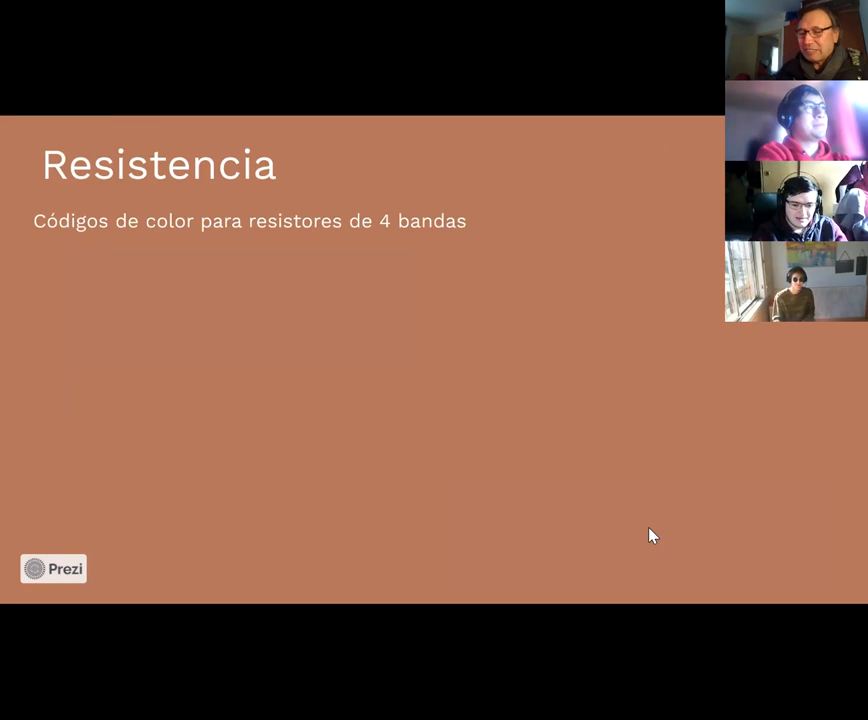 Resistencia
Códigos de color para resistores de 4 bandas
Prezi